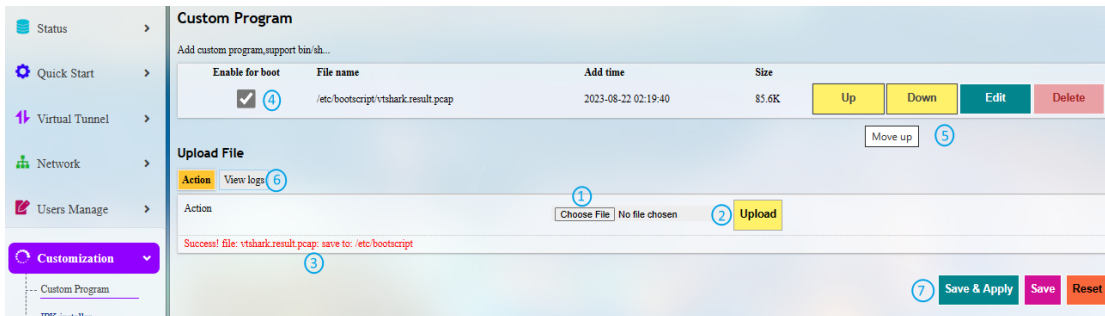 Custom Program
Status
Add custom program,support bin/sh...
Enable for boot File name Add time Size
Quick Start
4 /etc/bootscript/vtshark.result.pcap 2023-08-22 02:19:40 85.6K Up Down Edit Delete
Virtual Tunnel
Move up 5
Upload File
Network
Action View logs 6
1
Users Manage
Action Choose File No file chosen 2 Upload
Success! file: vtshark.result.pcap: save to: /etc/bootscript
3
Customization
Custom Program
7 Save & Apply Save Reset